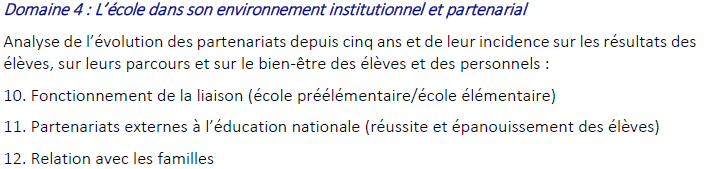 Domaine 4 : L’école dans son environnement institutionnel et partenarial
Analyse de l’évolution des partenariats depuis cinq ans et de leur incidence sur les résultats des
élèves, sur leurs parcours et sur le bien-être des élèves et des personnels :
10. Fonctionnement de la liaison (école préélémentaire/école élémentaire)
11. Partenariats externes à l’éducation nationale (réussite et épanouissement des élèves)
12. Relation avec les familles